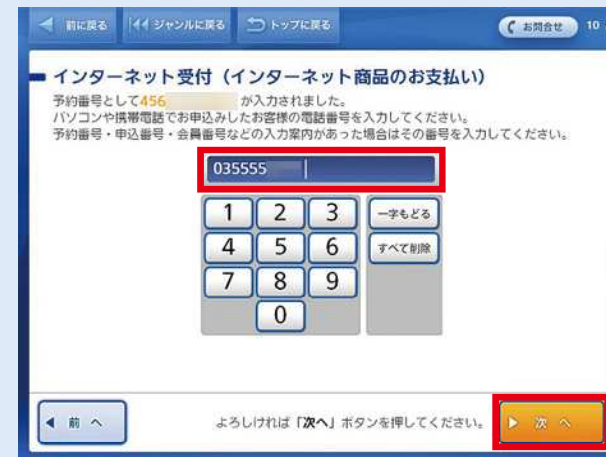 前に戻る ジャンルに戻る トップに戻る お問合せ 10
インターネット受付（インターネット商品のお支払い）
予約番号として456 が入力されました。
パソコンや携帯電話でお申込みしたお客様の電話番号を入力してください。
予約番号・申込番号・会員番号などの入力案内があった場合はその番号を入力してください。
035555
1 2 3 一字もどる
4 5 6 すべて削除
7 8 9
0
前 へ よろしければ「次へ」ボタンを押してください。 次 へ